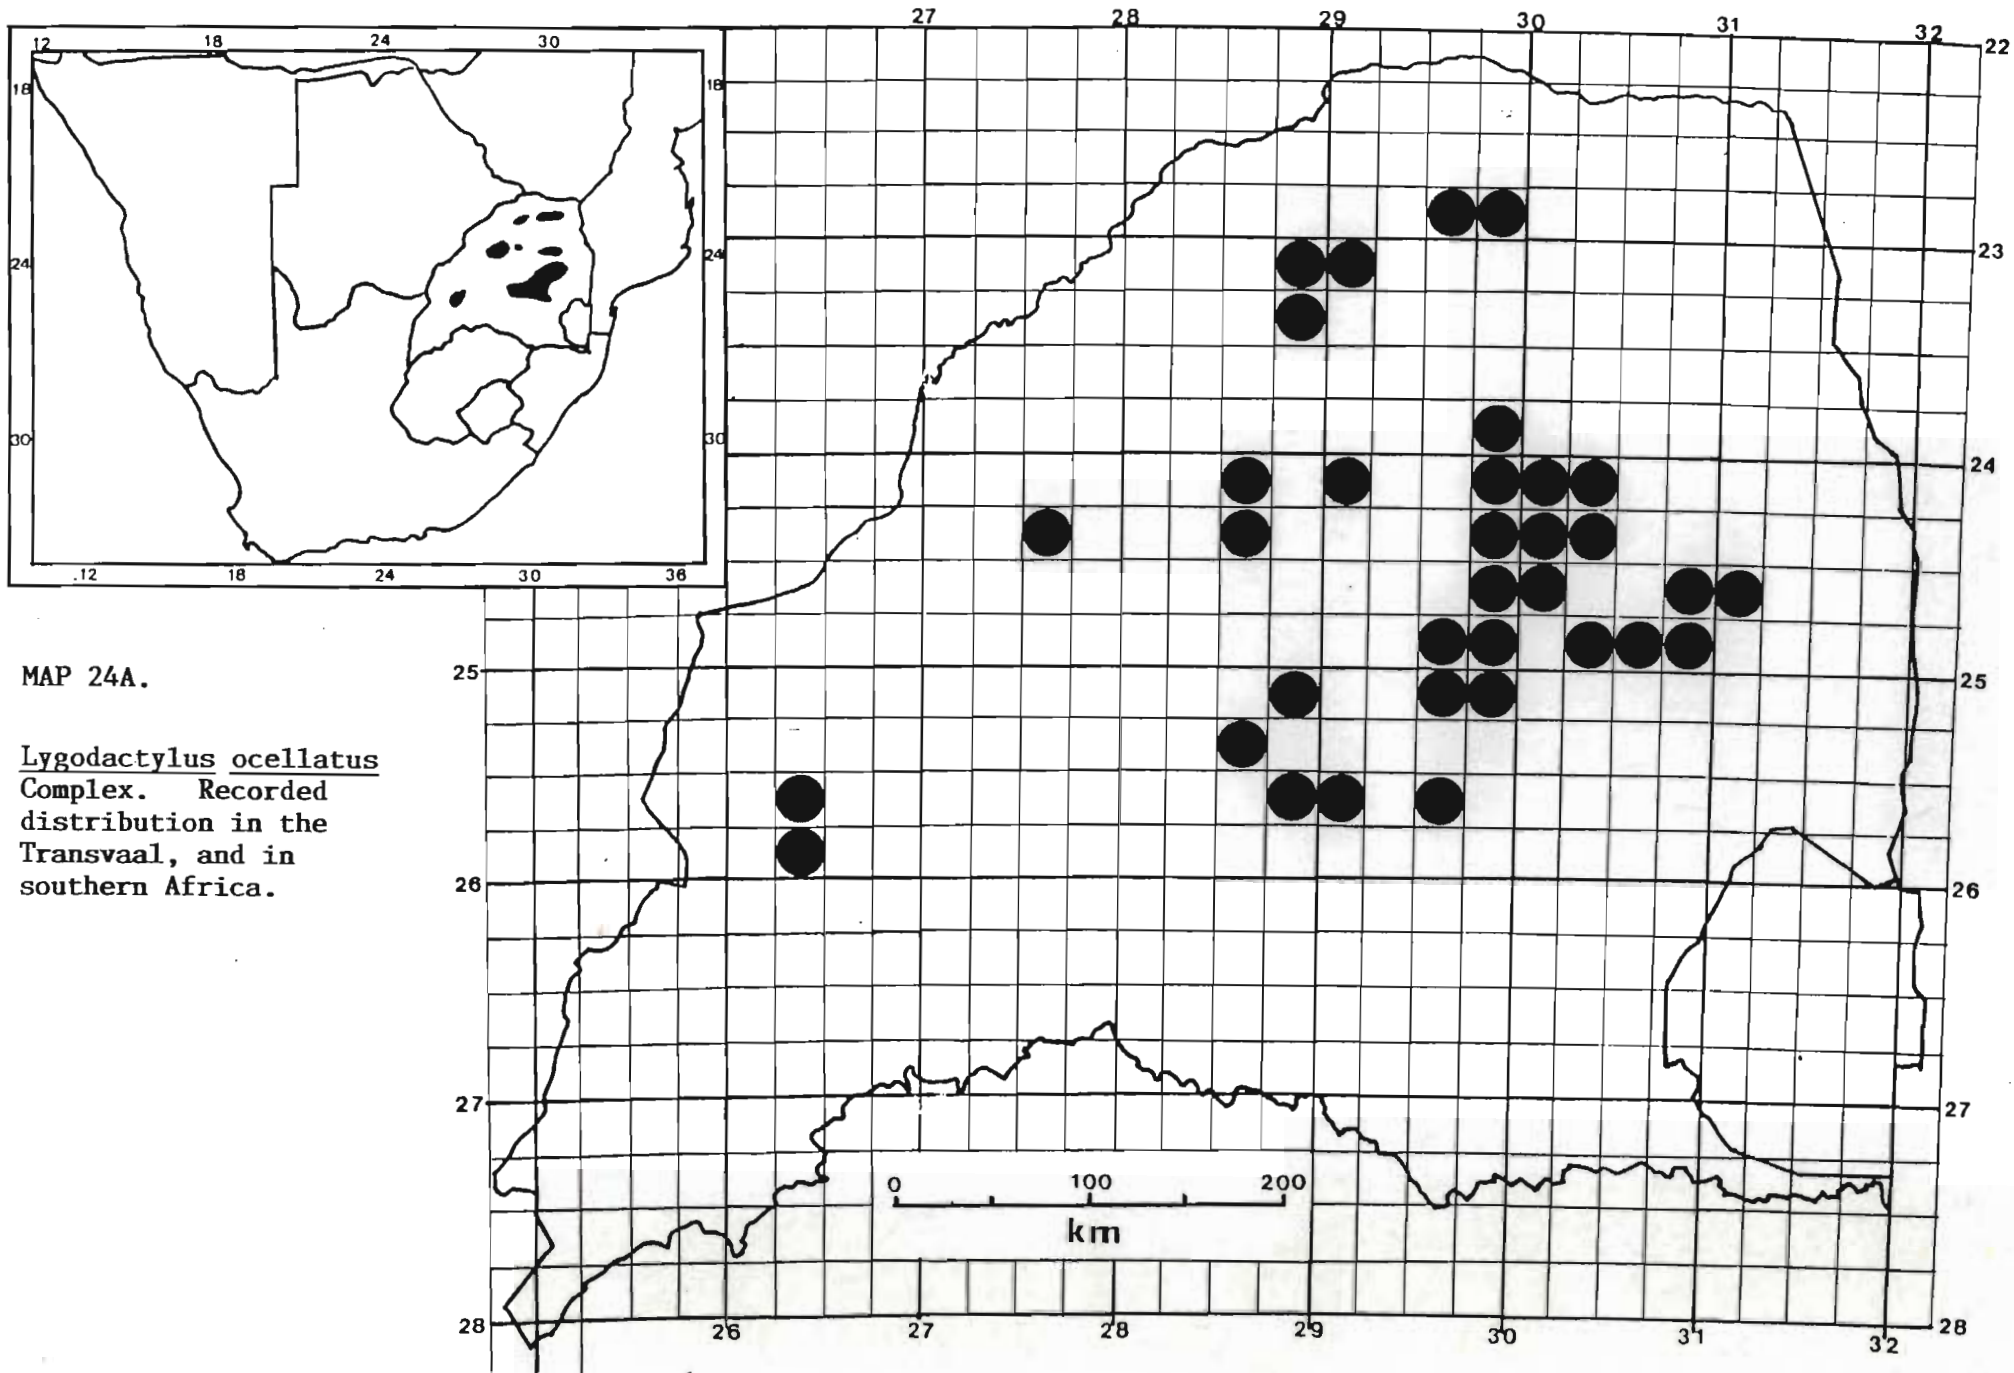 27 28 29 30 31 32
22
12 18 24 30
18 18
23
24 24
24
30 30
.12 18 24 30 36
MAP 24A.
25 25
Lygodactylus ocellatus
Complex. Recorded
distribution in the
Transvaal, and in
southern Africa.
26 26
27 27
0 100 200
km
28 28
26 27 28 29 30 31 32